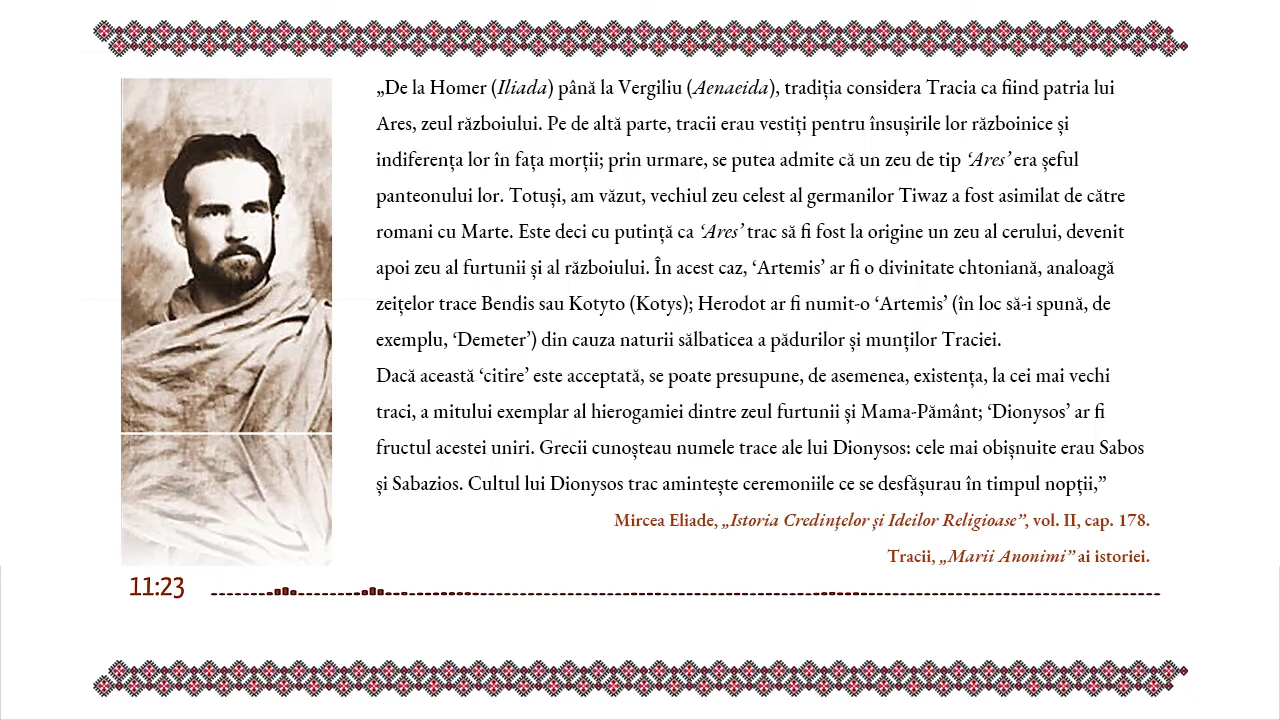 „De la Homer (Iliada) până la Vergiliu (Aenaeida), tradiția considera Tracia ca fiind patria lui
Ares, zeul războiului. Pe de altă parte, tracii erau vestiți pentru însușirile lor războinice și
indiferența lor în fața morții; prin urmare, se putea admite că un zeu de tip ‘Ares’ era șeful
panteonului lor. Totuși, am văzut, vechiul zeu celest al germanilor Tiwaz a fost asimilat de către
romani cu Marte. Este deci cu putință ca ‘Ares’ trac să fi fost la origine un zeu al cerului, devenit
apoi zeu al furtunii și al războiului. În acest caz, ‘Artemis’ ar fi o divinitate chtoniană, analoagă
zeițelor trace Bendis sau Kotyto (Kotys); Herodot ar fi numit-o ‘Artemis’ (în loc să-i spună, de
exemplu, ‘Demeter’) din cauza naturii sălbaticea a pădurilor și munților Traciei.
Dacă această ‘citire’ este acceptată, se poate presupune, de asemenea, existența, la cei mai vechi
traci, a mitului exemplar al hierogamiei dintre zeul furtunii și Mama-Pământ; ‘Dionysos’ ar fi
fructul acestei uniri. Grecii cunoșteau numele trace ale lui Dionysos: cele mai obișnuite erau Sabos
și Sabazios. Cultul lui Dionysos trac amintește ceremoniile ce se desfășurau în timpul nopții,”
Mircea Eliade, „Istoria Credințelor și Ideilor Religioase”, vol. II, cap. 178.
Tracii, „Marii Anonimi” ai istoriei.
11:23